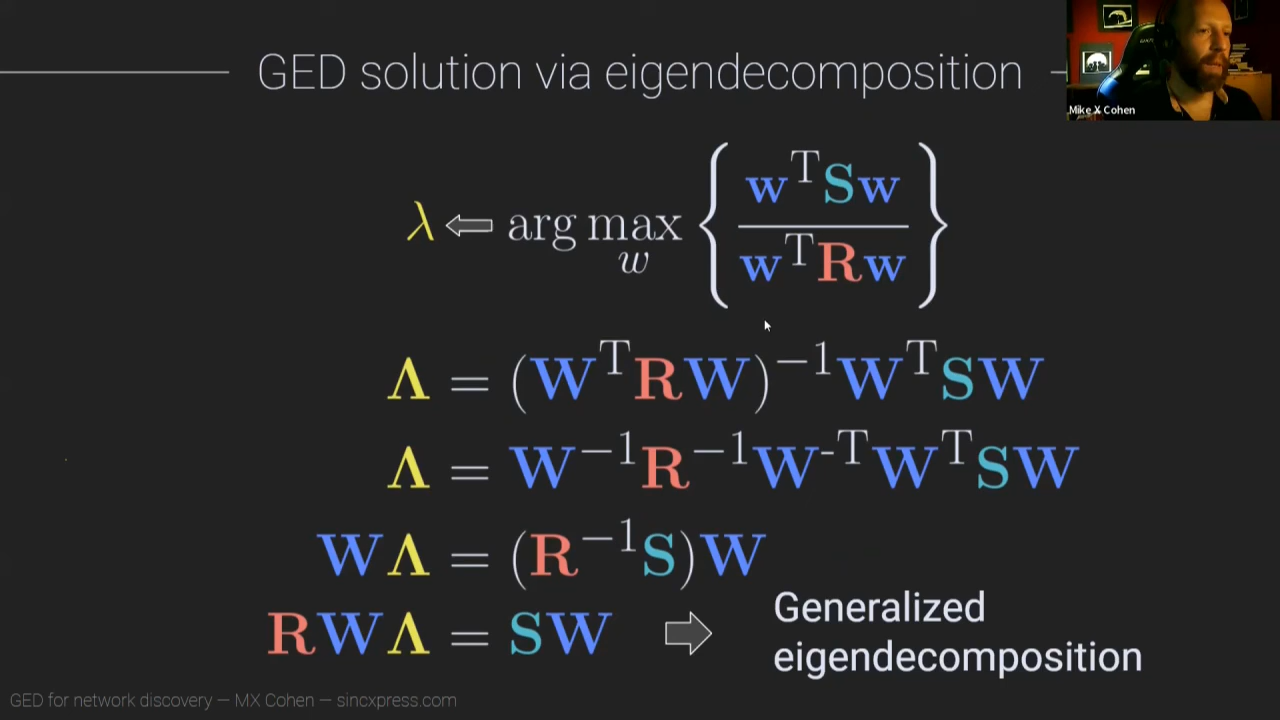 GED solution via eigendecomposition
Mike X Cohen
λ ⇐ arg max_w { wᵀSw / wᵀRw }
Λ = (WᵀRW)⁻¹WᵀSW
Λ = W⁻¹R⁻¹W⁻ᵀWᵀSW
WΛ = (R⁻¹S)W
RWΛ = SW ⇨ Generalized
eigendecomposition
GED for network discovery — MX Cohen — sincxpress.com